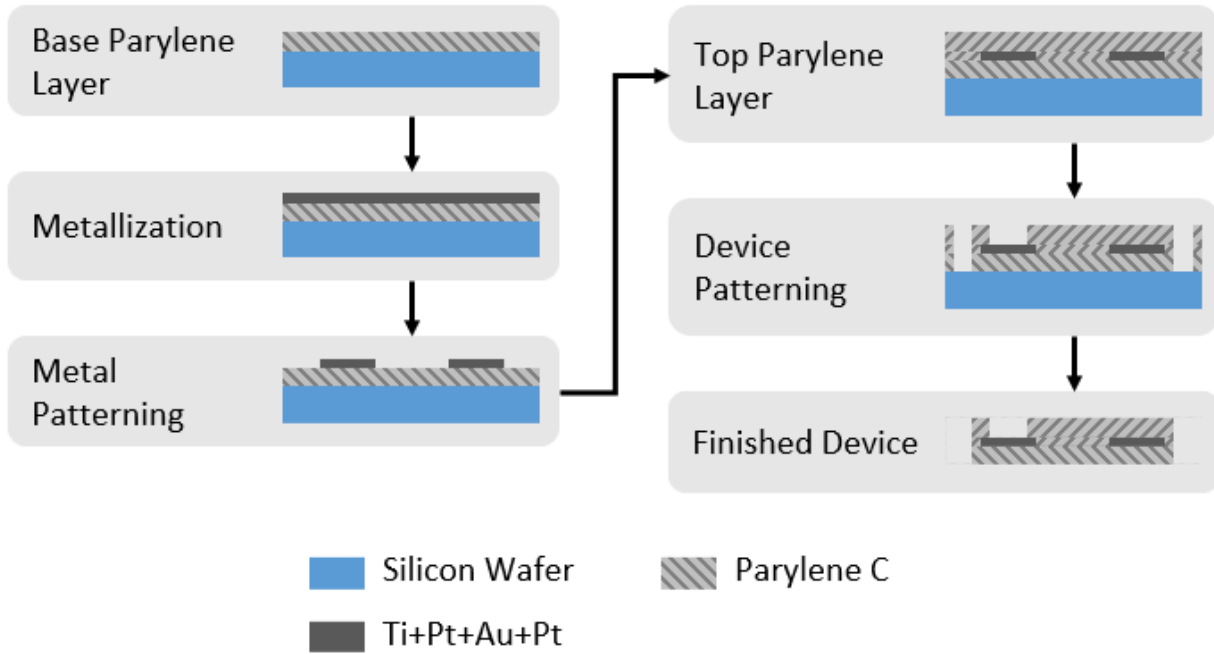 Base Parylene
Layer
Metallization
Metal
Patterning
Top Parylene
Layer
Device
Patterning
Finished Device
Silicon Wafer
Parylene C
Ti+Pt+Au+Pt